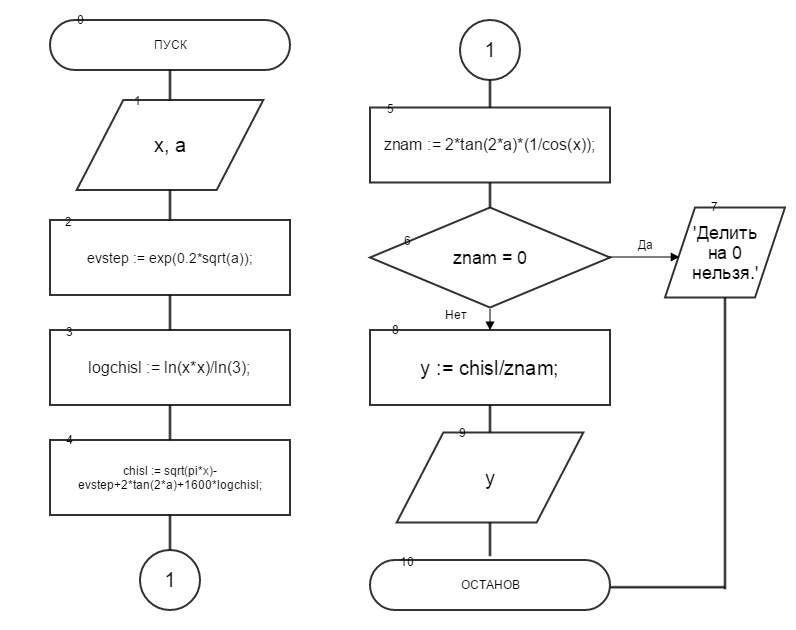 0
ПУСК
1
x, a
2
evstep := exp(0.2*sqrt(a));
3
logchisl := ln(x*x)/ln(3);
4
chisl := sqrt(pi*x)-
evstep+2*tan(2*a)+1600*logchisl;
1
1
5
znam := 2*tan(2*a)*(1/cos(x));
6
znam = 0
Да
7
'Делить
на 0
нельзя.'
Нет
8
y := chisl/znam;
9
y
10
ОСТАНОВ